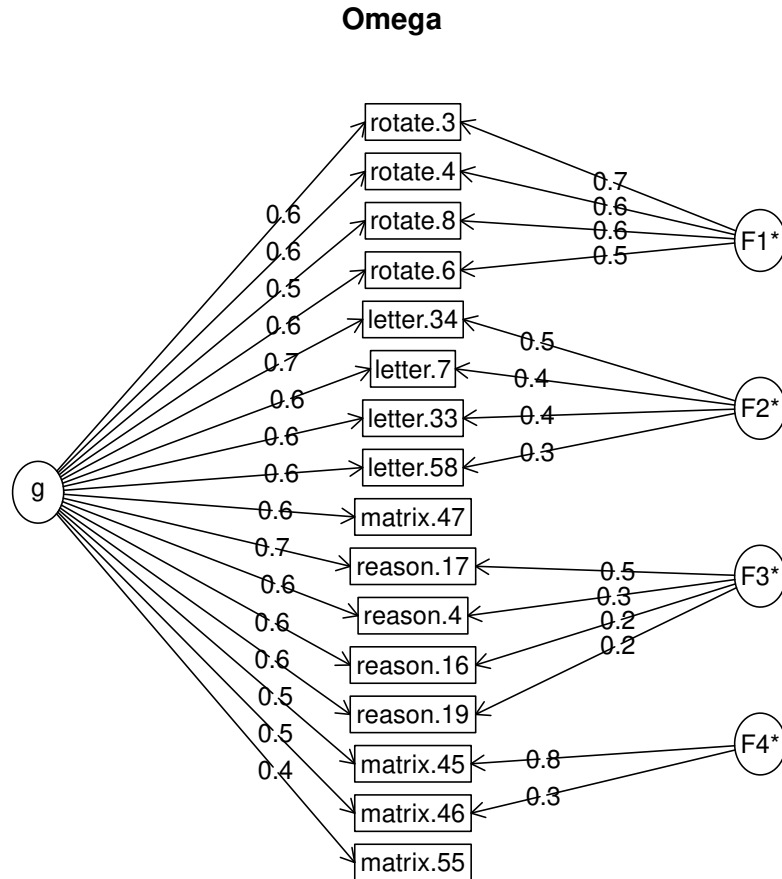 Omega
rotate.3
rotate.4
rotate.8
rotate.6
letter.34
letter.7
letter.33
letter.58
matrix.47
reason.17
reason.4
reason.16
reason.19
matrix.45
matrix.46
matrix.55
g
0.6
0.6
0.5
0.6
0.7
0.6
0.6
0.6
0.6
0.7
0.6
0.6
0.6
0.5
0.5
0.4
F1*
0.7
0.6
0.6
0.5
F2*
0.5
0.4
0.4
0.3
F3*
0.5
0.3
0.2
0.2
F4*
0.8
0.3